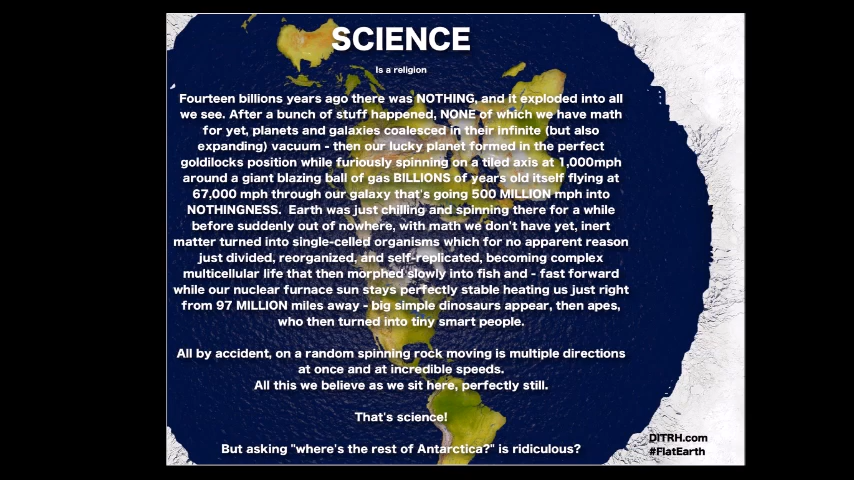 SCIENCE
Is a religion
Fourteen billions years ago there was NOTHING, and it exploded into all
we see. After a bunch of stuff happened, NONE of which we have math
for yet, planets and galaxies coalesced in their infinite (but also
expanding) vacuum - then our lucky planet formed in the perfect
goldilocks position while furiously spinning on a tiled axis at 1,000mph
around a giant blazing ball of gas BILLIONS of years old itself flying at
67,000 mph through our galaxy that's going 500 MILLION mph into
NOTHINGNESS. Earth was just chilling and spinning there for a while
before suddenly out of nowhere, with math we don't have yet, inert
matter turned into single-celled organisms which for no apparent reason
just divided, reorganized, and self-replicated, becoming complex
multicellular life that then morphed slowly into fish and - fast forward
while our nuclear furnace sun stays perfectly stable heating us just right
from 97 MILLION miles away - big simple dinosaurs appear, then apes,
who then turned into tiny smart people.
All by accident, on a random spinning rock moving is multiple directions
at once and at incredible speeds.
All this we believe as we sit here, perfectly still.
That's science!
But asking "where's the rest of Antarctica?" is ridiculous?
DITRH.com
#FlatEarth